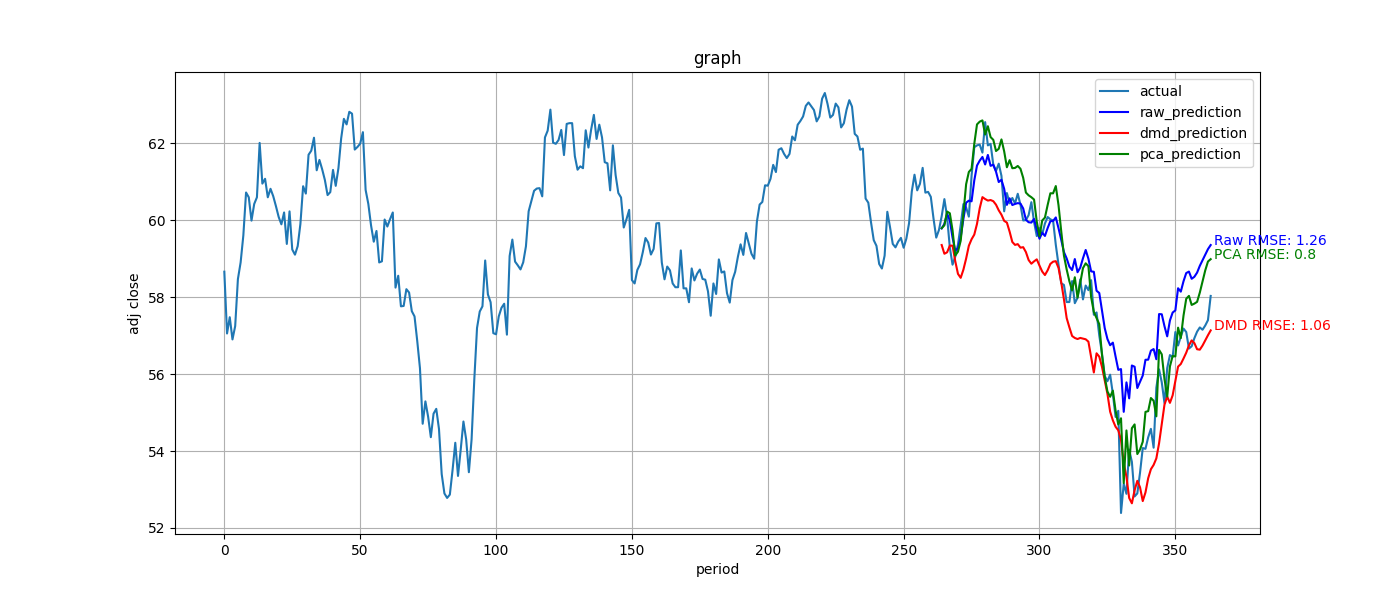 graph
actual
raw_prediction
dmd_prediction
pca_prediction
adj close
62
60
58
56
54
52
Raw RMSE: 1.26
PCA RMSE: 0.8
DMD RMSE: 1.06
0 50 100 150 200 250 300 350
period